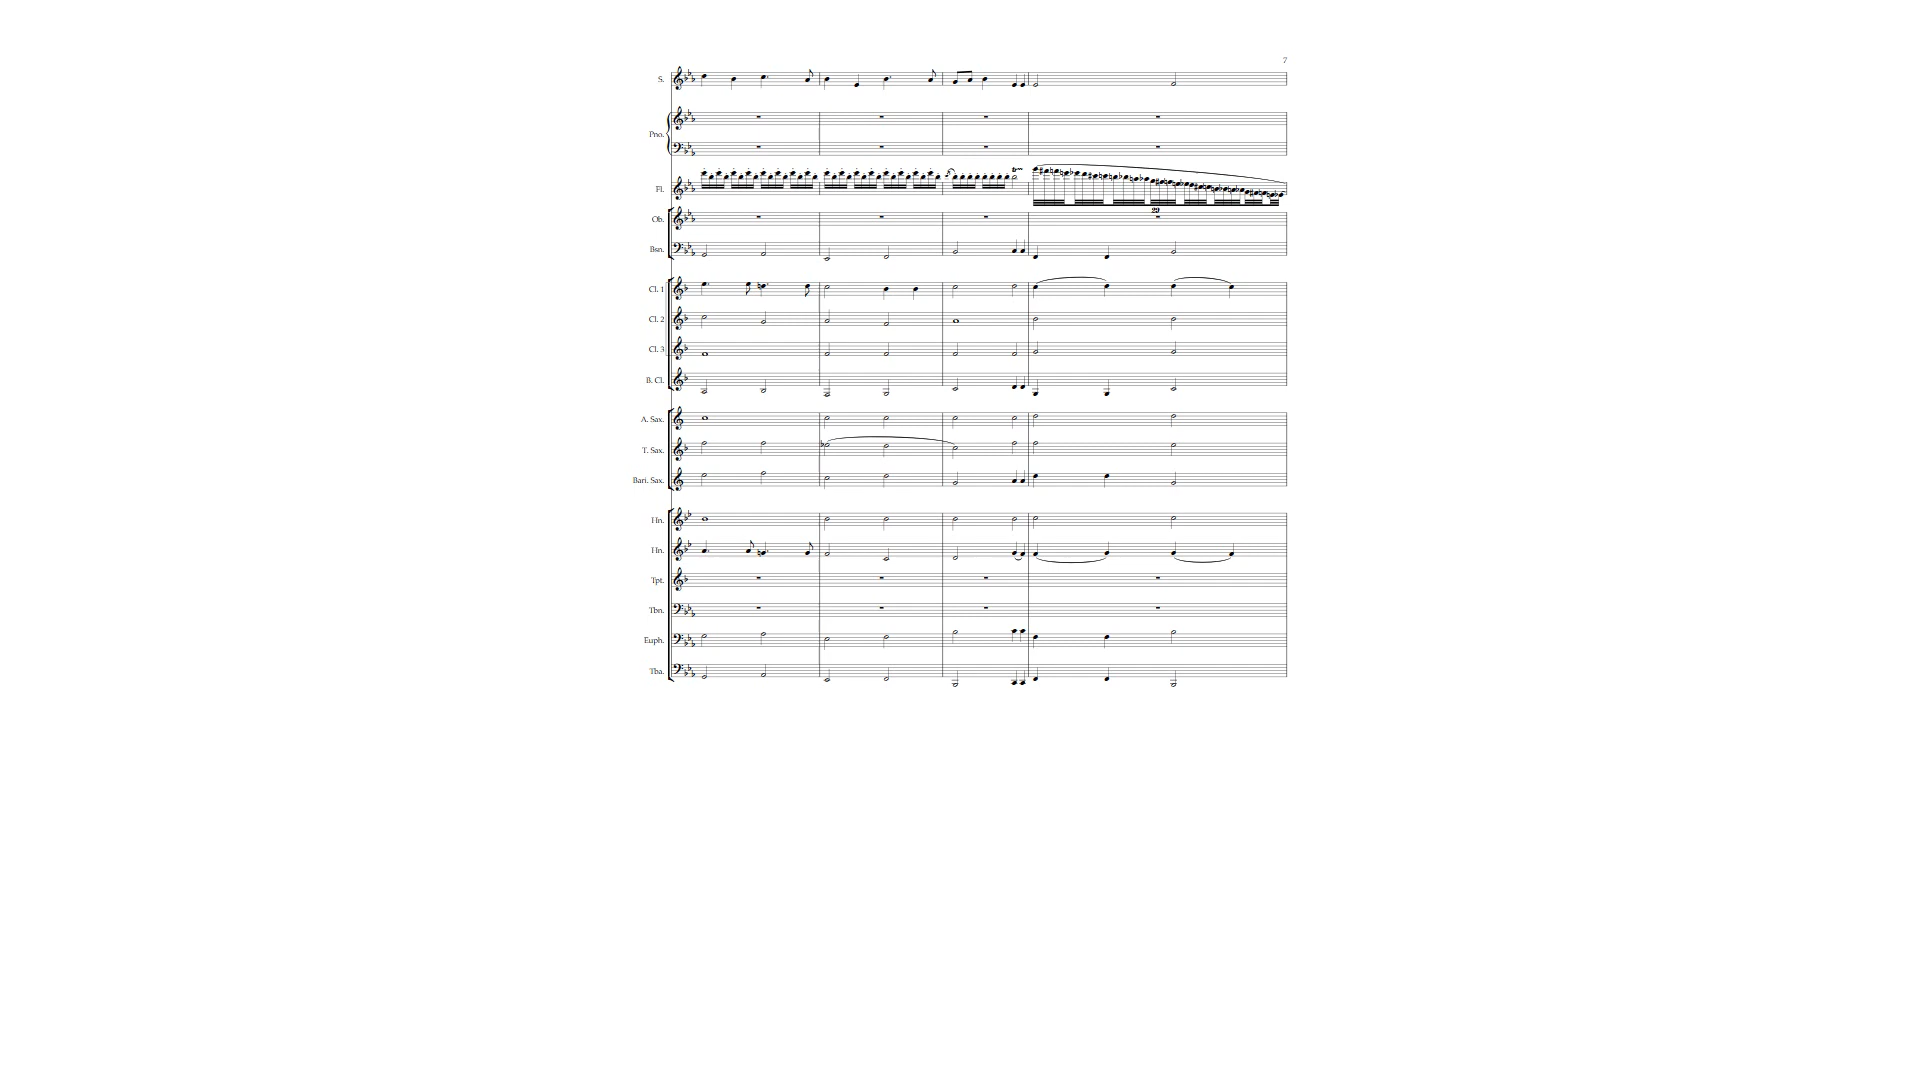 7
S.
Pno.
Fl.
29
Ob.
Bsn.
Cl. 1
Cl. 2
Cl. 3
B. Cl.
A. Sax.
T. Sax.
Bari. Sax.
Hn.
Hn.
Tpt.
Tbn.
Euph.
Tba.